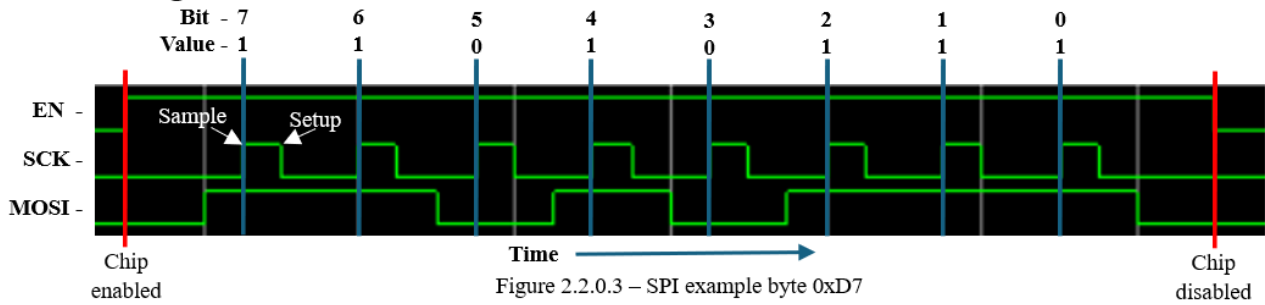 Bit - 7 6 5 4 3 2 1 0
Value - 1 1 0 1 0 1 1 1
EN -
Sample Setup
SCK -
MOSI -
Time
Chip enabled
Figure 2.2.0.3 – SPI example byte 0xD7
Chip disabled